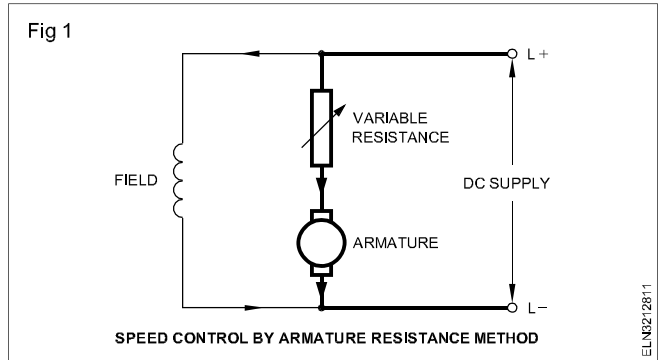 Fig 1
L +
VARIABLE
RESISTANCE
FIELD
DC SUPPLY
ARMATURE
L−
SPEED CONTROL BY ARMATURE RESISTANCE METHOD
ELN3212811